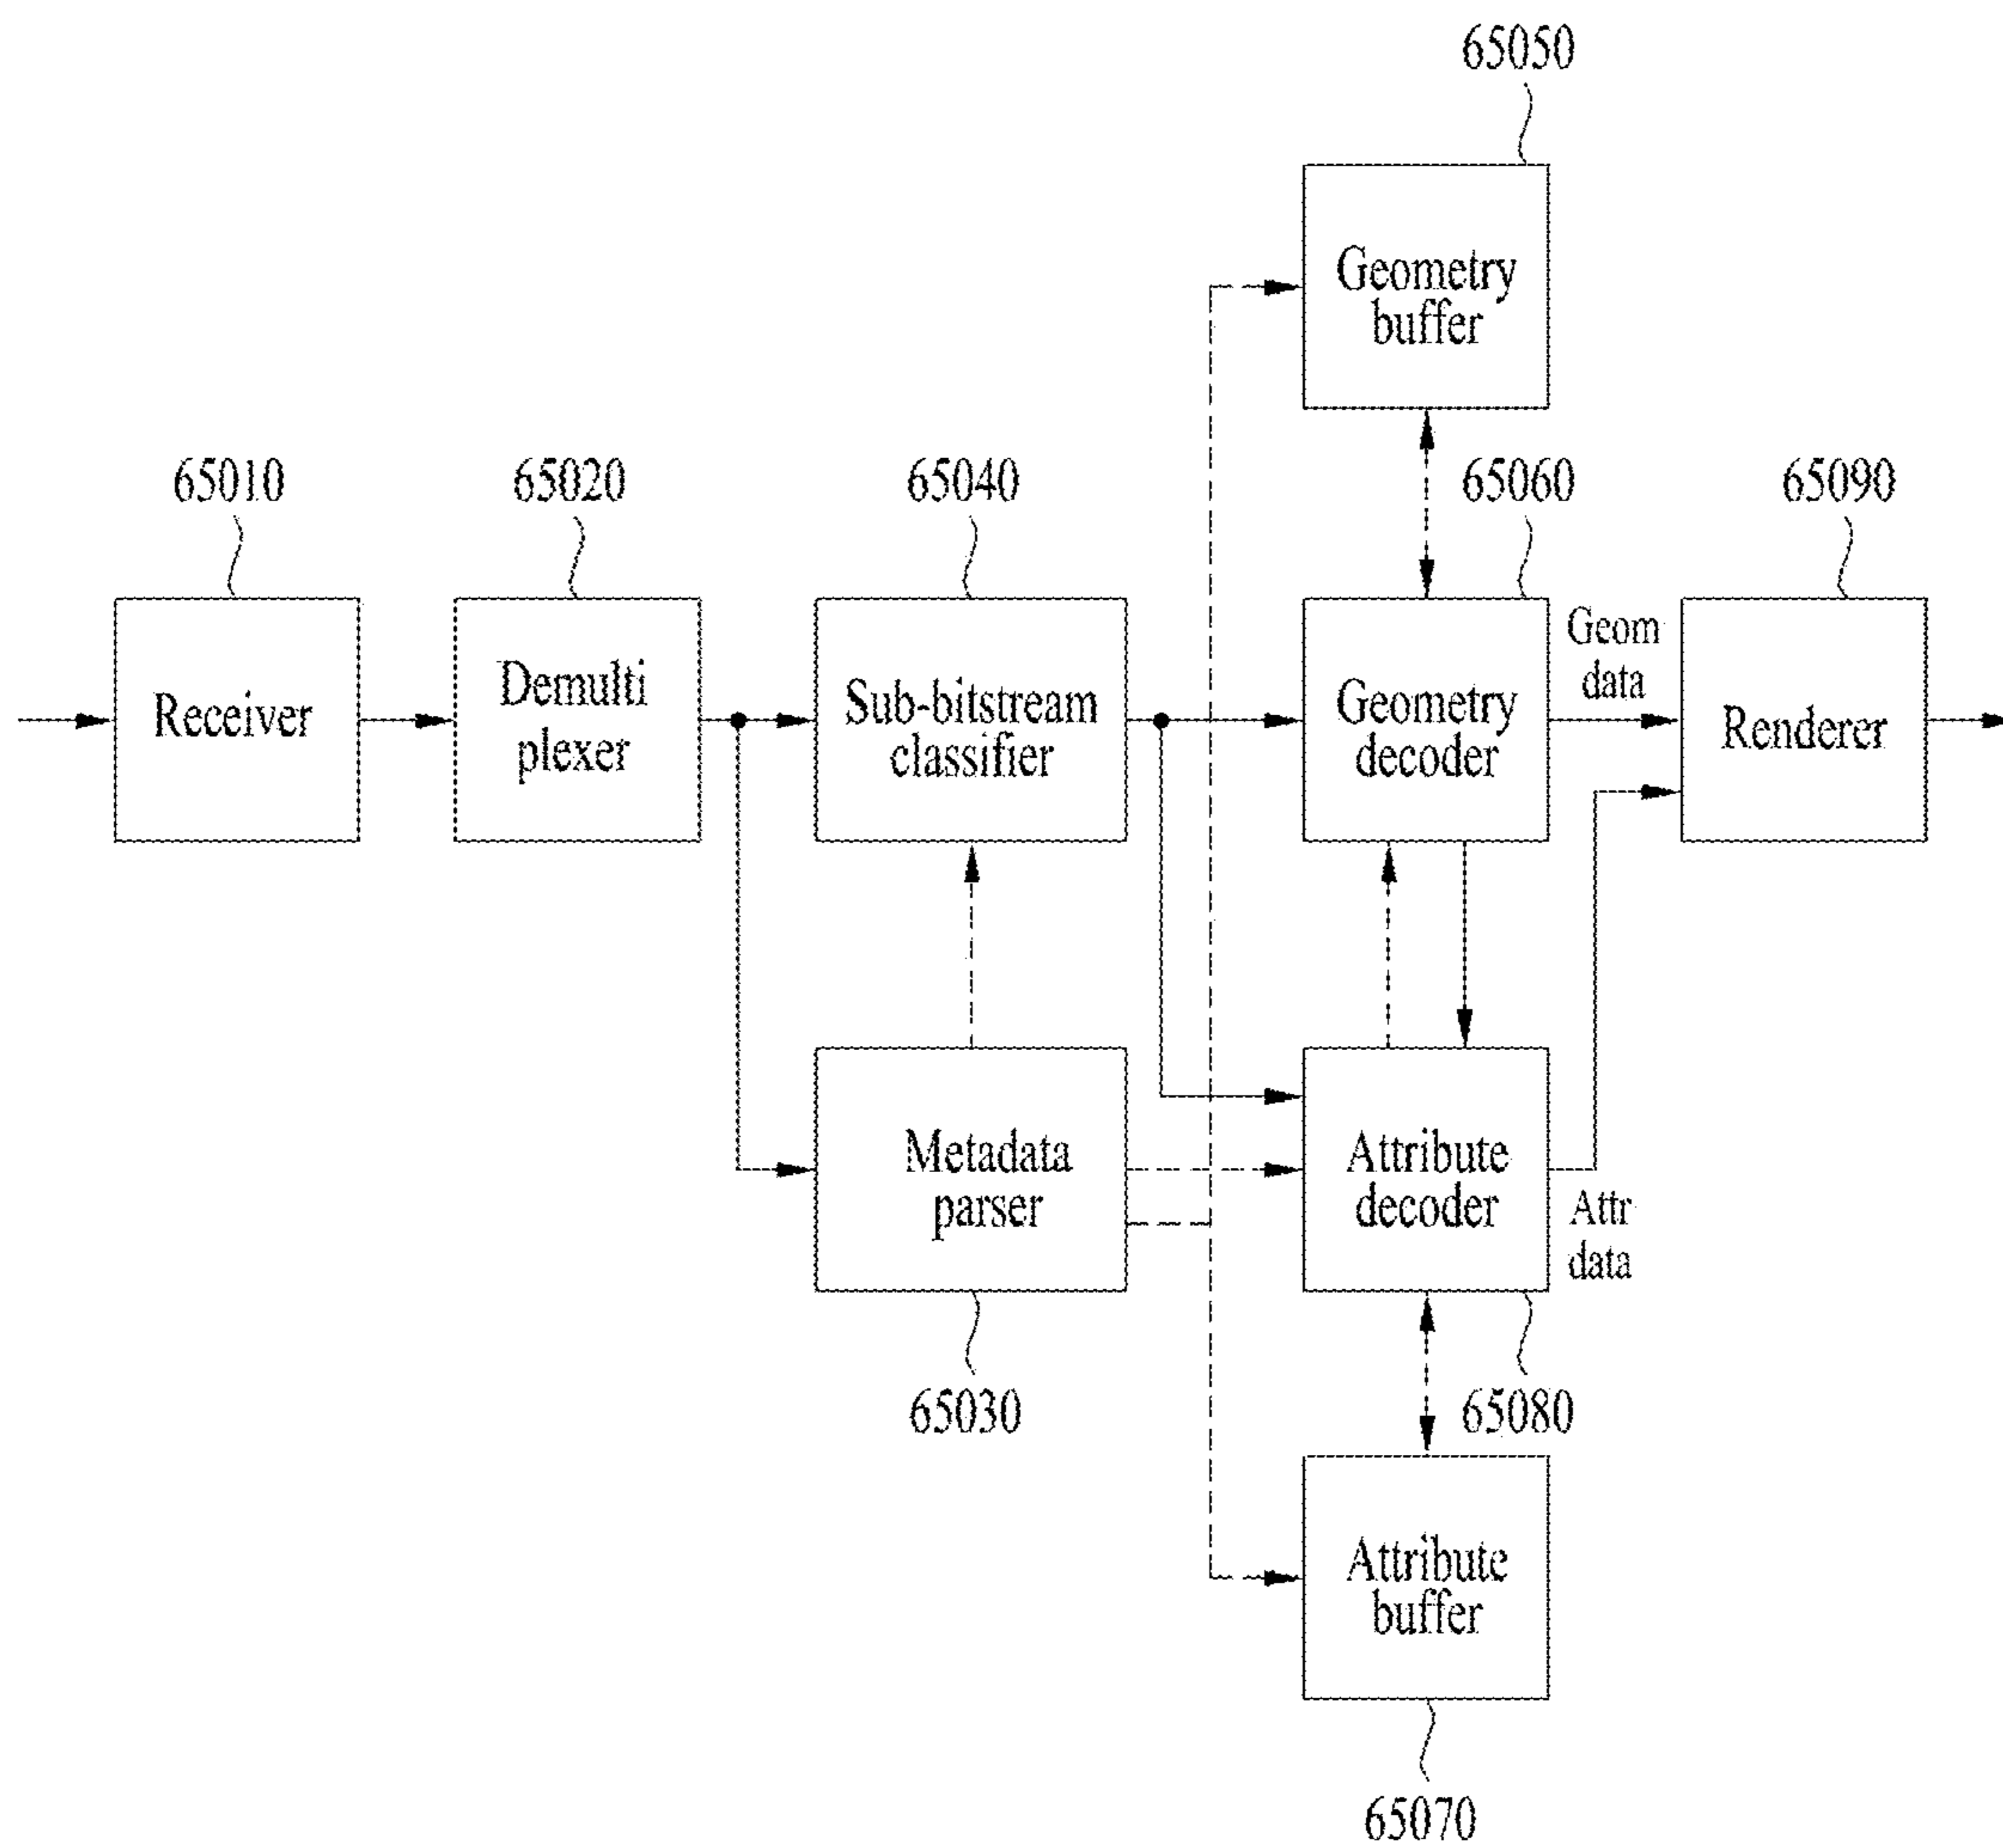 65050
Geometry
buffer
65010
65020
65040
65060
65090
Receiver
Demulti
plexer
Sub-bitstream
classifier
Geometry
decoder
Geom
data
Renderer
Metadata
parser
Attribute
decoder
Attr
data
65030
65080
Attribute
buffer
65070